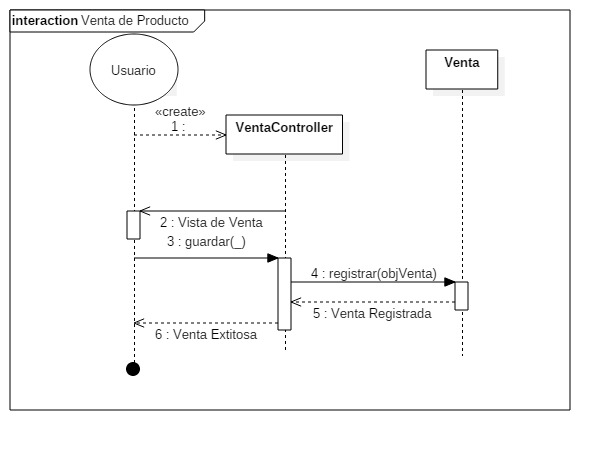 interaction Venta de Producto
Usuario
Venta
«create»
1 :
VentaController
2 : Vista de Venta
3 : guardar(_)
4 : registrar(objVenta)
5 : Venta Registrada
6 : Venta Extitosa